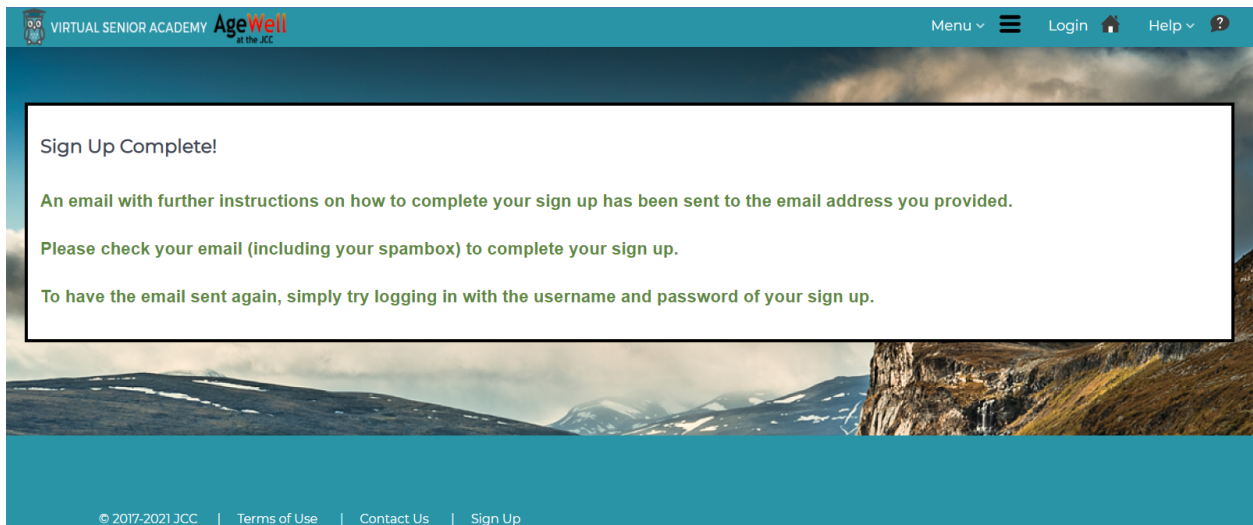 VIRTUAL SENIOR ACADEMY AgeWell at the JCC Menu Login Help ?
Sign Up Complete!
An email with further instructions on how to complete your sign up has been sent to the email address you provided.
Please check your email (including your spambox) to complete your sign up.
To have the email sent again, simply try logging in with the username and password of your sign up.
© 2017-2021 JCC | Terms of Use | Contact Us | Sign Up